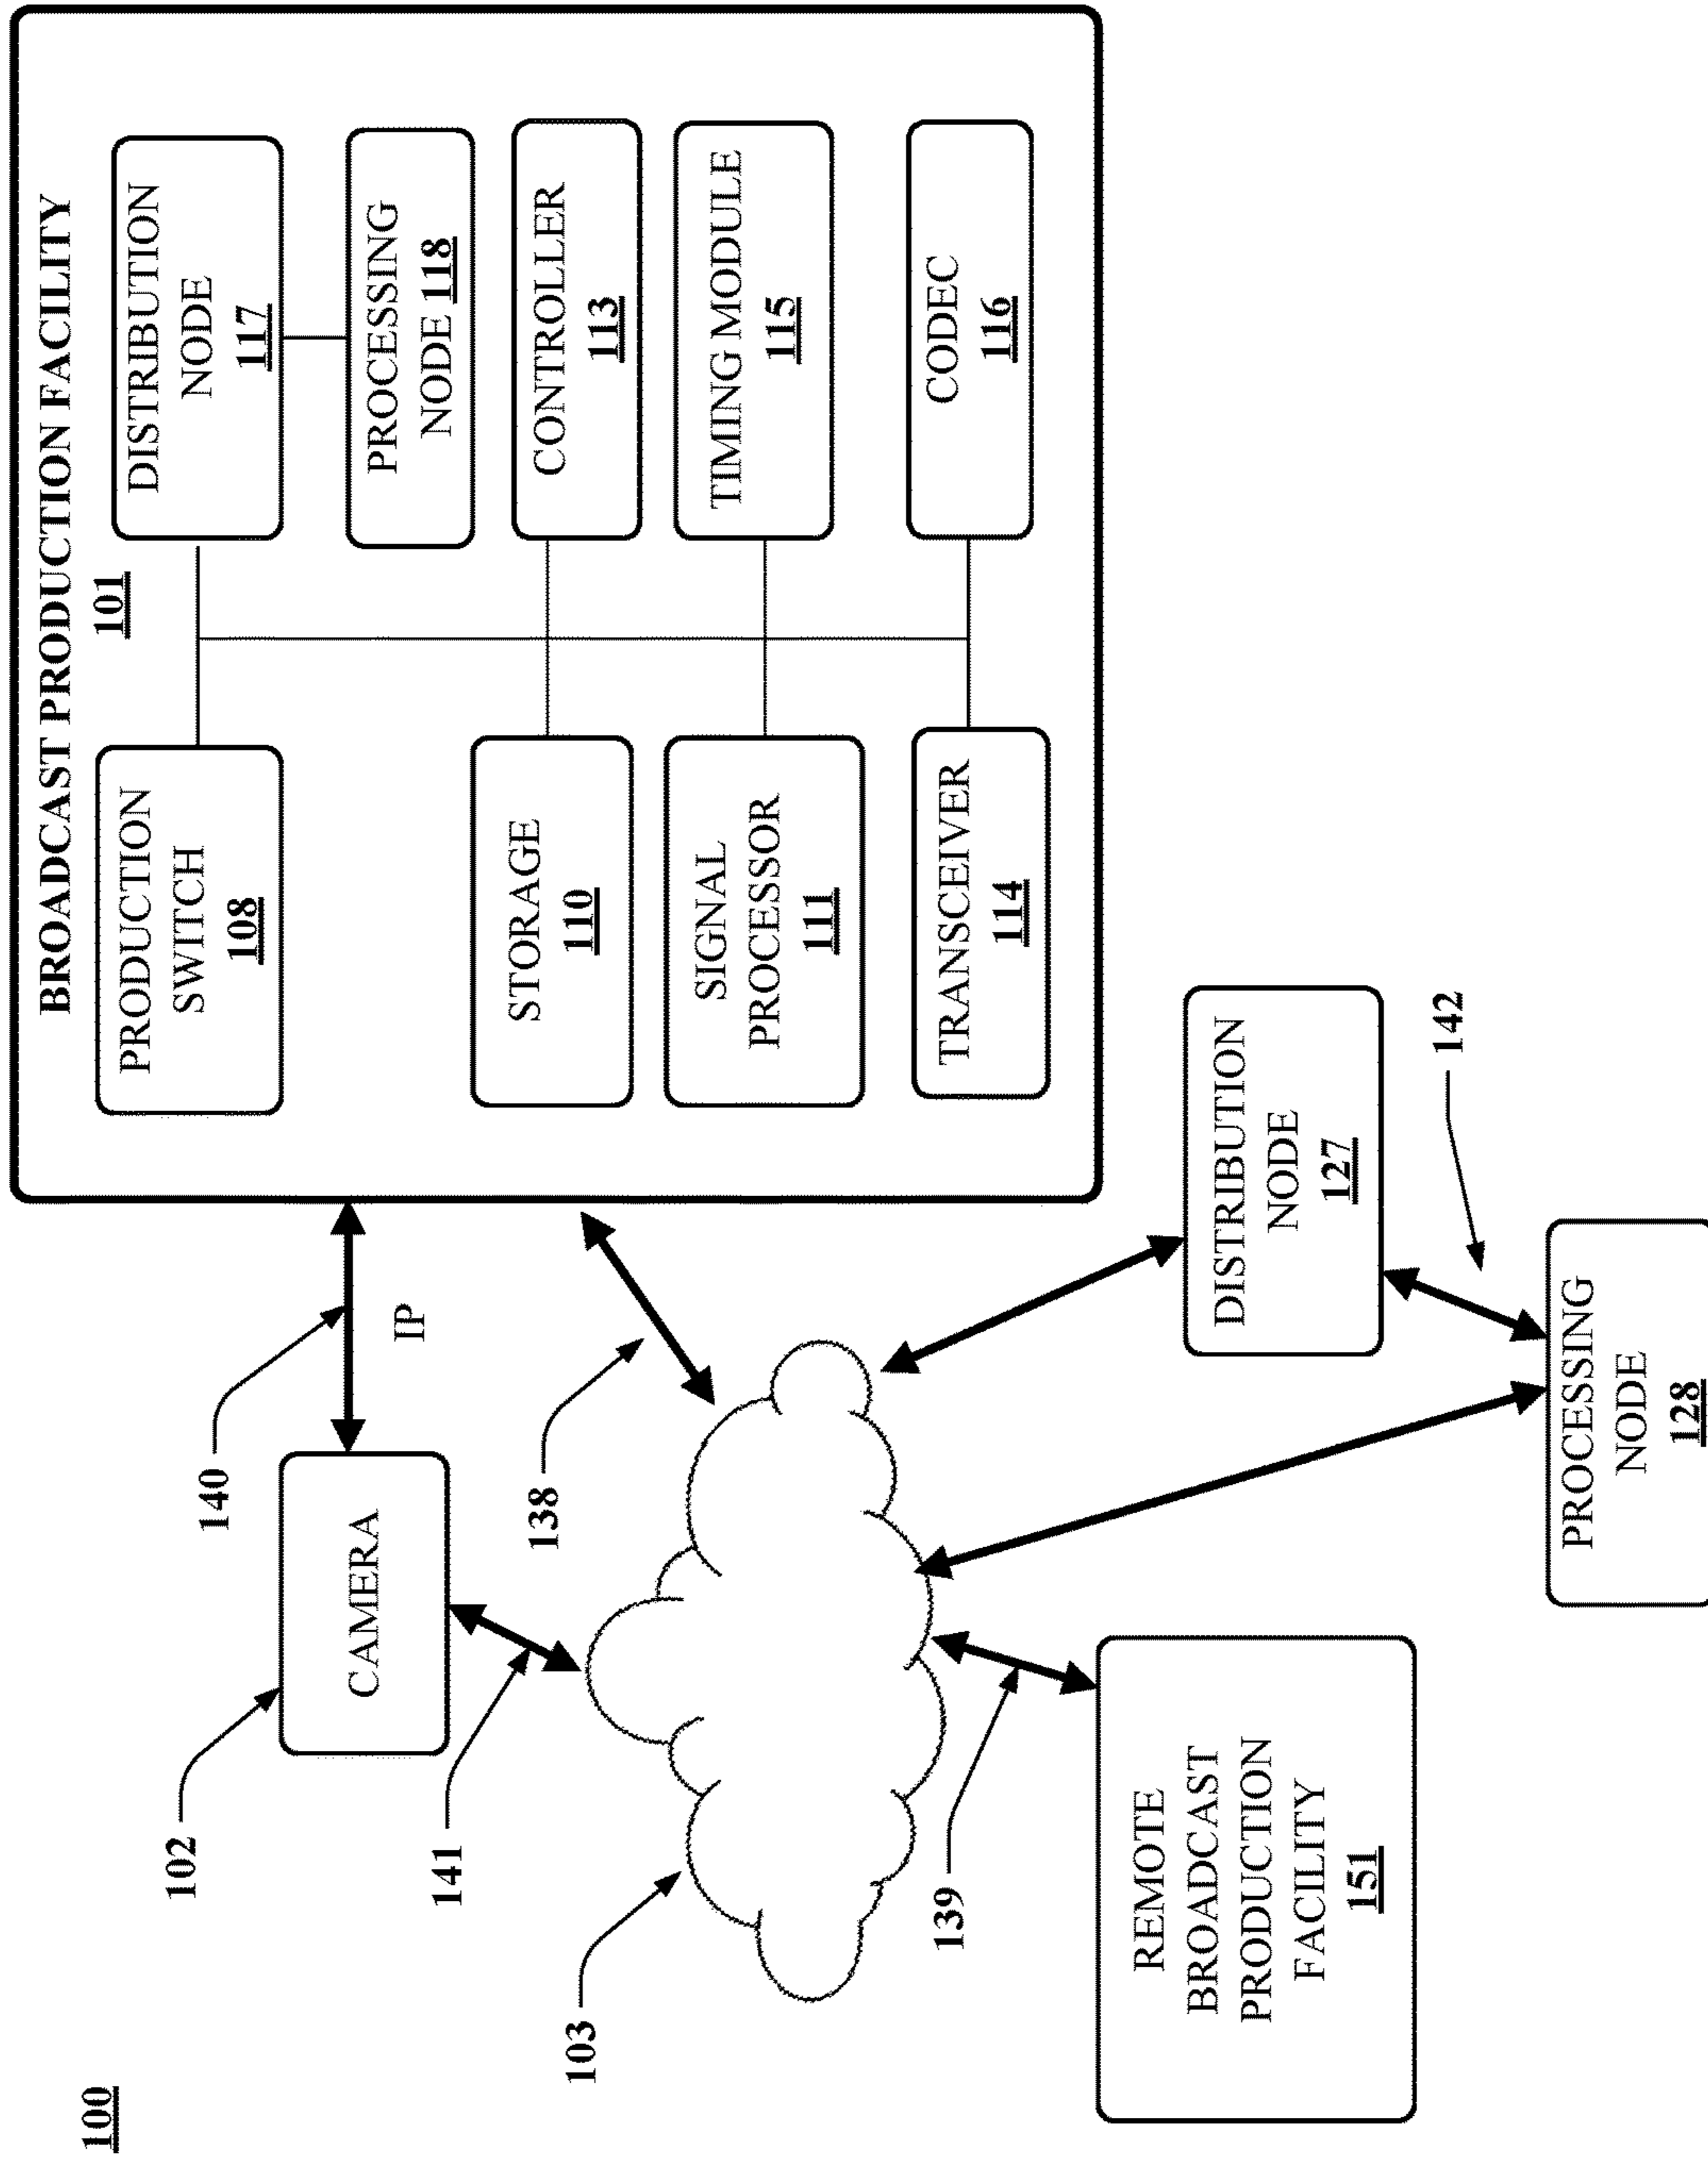 100
BROADCAST PRODUCTION FACILITY
101
PRODUCTION
SWITCH
108
DISTRIBUTION
NODE
117
PROCESSING
NODE 118
STORAGE
110
CONTROLLER
113
SIGNAL
PROCESSOR
111
TIMING MODULE
115
TRANSCEIVER
114
CODEC
116
102
CAMERA
140
IP
141
138
103
139
REMOTE
BROADCAST
PRODUCTION
FACILITY
151
DISTRIBUTION
NODE
127
142
PROCESSING
NODE
128